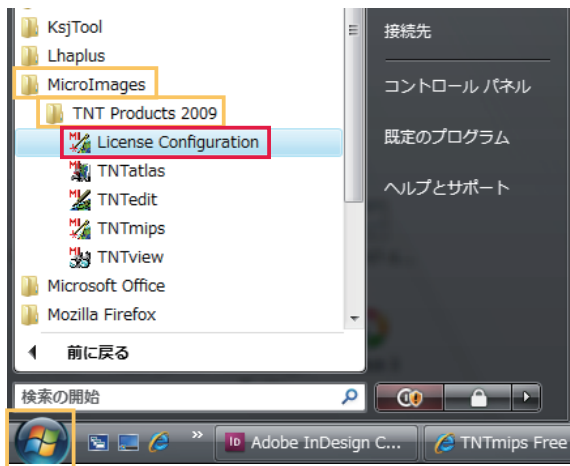 KsjTool
Lhaplus
MicroImages
TNT Products 2009
License Configuration
TNTatlas
TNTedit
TNTmips
TNTview
Microsoft Office
Mozilla Firefox
前に戻る
検索の開始
接続先
コントロール パネル
既定のプログラム
ヘルプとサポート
»
Adobe InDesign C...
TNTmips Free